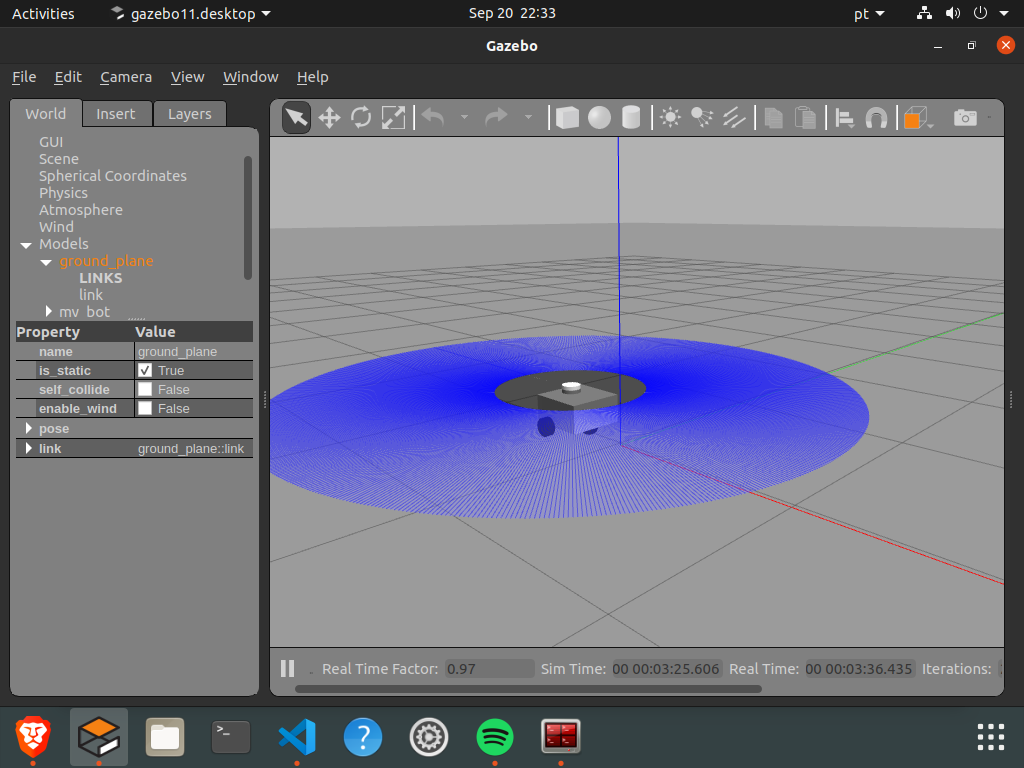 Activities gazebo11.desktop Sep 20 22:33 pt
Gazebo
File Edit Camera View Window Help
World Insert Layers
GUI
Scene
Spherical Coordinates
Physics
Atmosphere
Wind
Models
ground_plane
LINKS
link
mv_bot
Property Value
name ground_plane
is_static True
self_collide False
enable_wind False
pose
link ground_plane::link
Real Time Factor: 0.97 Sim Time: 00 00:03:25.606 Real Time: 00 00:03:36.435 Iterations:
>_
?